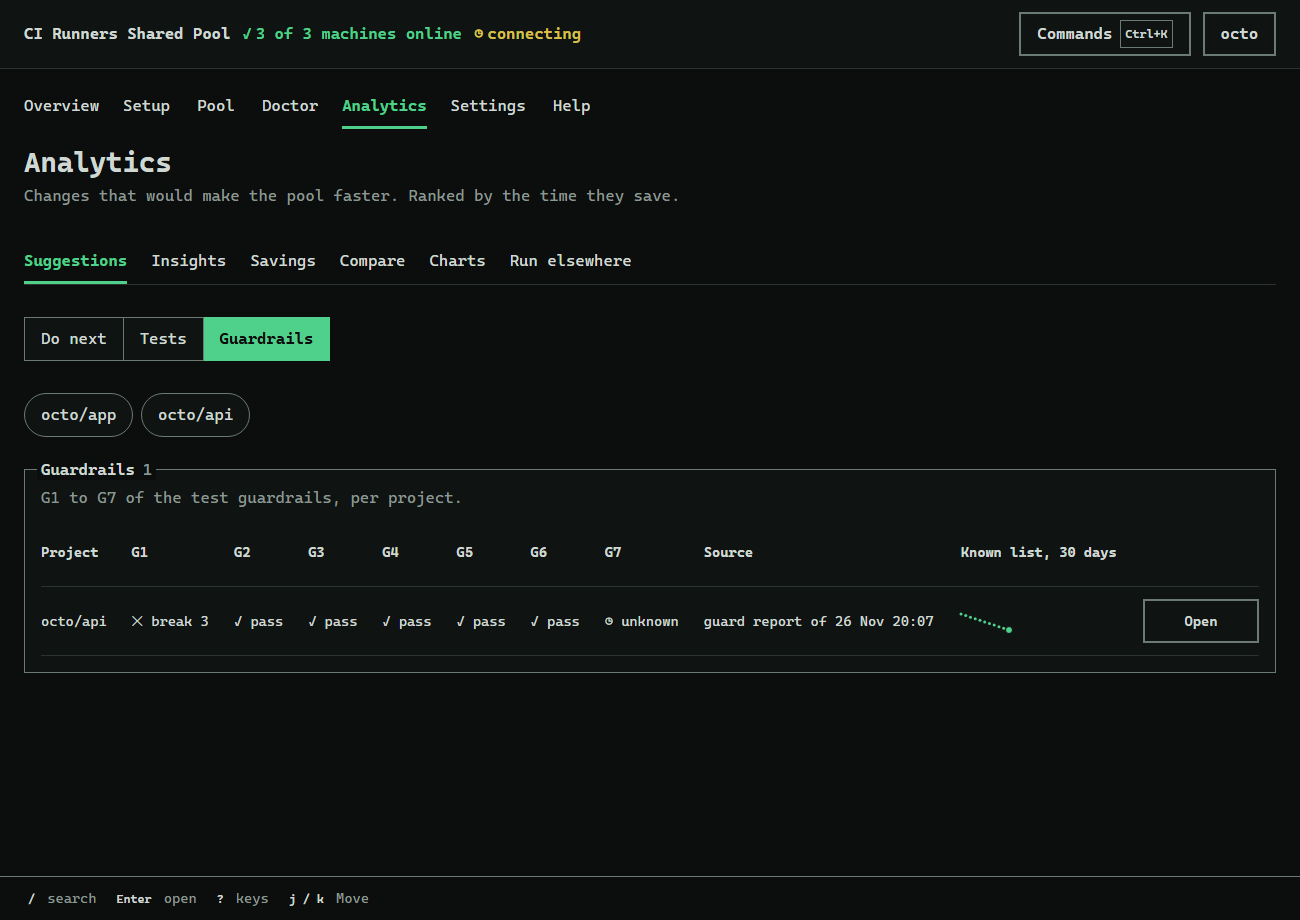 CI Runners Shared Pool ✓ 3 of 3 machines online connecting Commands Ctrl+K octo
Overview Setup Pool Doctor Analytics Settings Help
Analytics
Changes that would make the pool faster. Ranked by the time they save.
Suggestions Insights Savings Compare Charts Run elsewhere
Do next Tests Guardrails
octo/app octo/api
Guardrails 1
G1 to G7 of the test guardrails, per project.
Project G1 G2 G3 G4 G5 G6 G7 Source Known list, 30 days
octo/api ✕ break 3 ✓ pass ✓ pass ✓ pass ✓ pass ✓ pass unknown guard report of 26 Nov 20:07 Open
/ search Enter open ? keys j / k Move